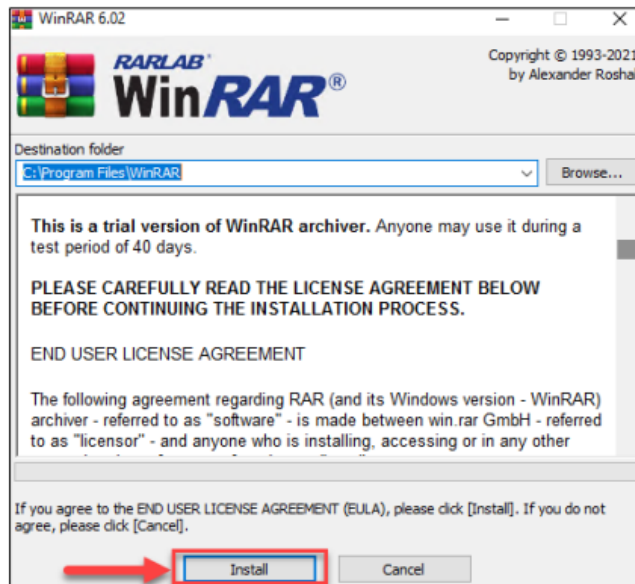 WinRAR 6.02
RARLAB®
WinRAR®
Copyright © 1993-2021
by Alexander Roshal
Destination folder
C:\Program Files\WinRAR
Browse...
This is a trial version of WinRAR archiver. Anyone may use it during a
test period of 40 days.
PLEASE CAREFULLY READ THE LICENSE AGREEMENT BELOW
BEFORE CONTINUING THE INSTALLATION PROCESS.
END USER LICENSE AGREEMENT
The following agreement regarding RAR (and its Windows version - WinRAR)
archiver - referred to as "software" - is made between win.rar GmbH - referred
to as "licensor" - and anyone who is installing, accessing or in any other
If you agree to the END USER LICENSE AGREEMENT (EULA), please click [Install]. If you do not
agree, please click [Cancel].
Install
Cancel